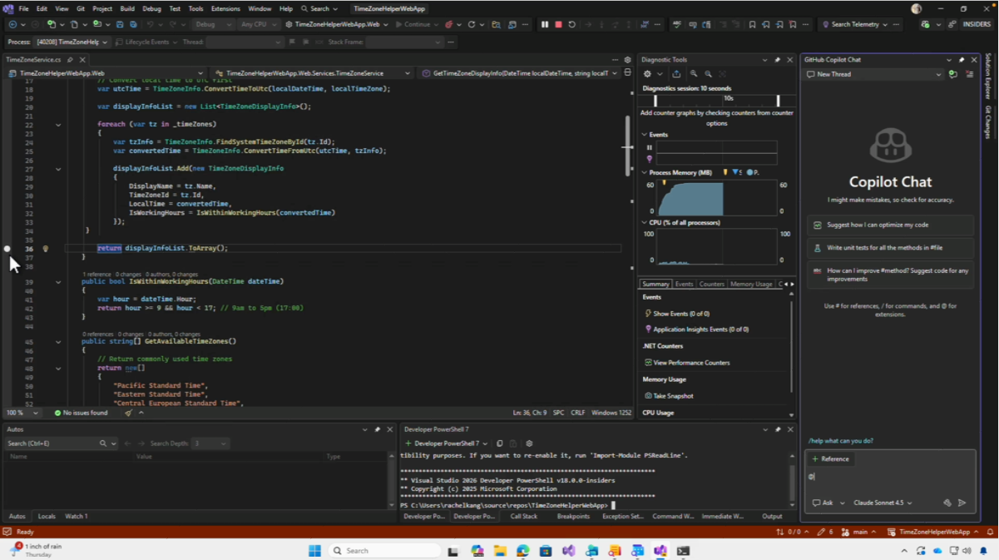 File Edit View Git Project Build Debug Test Tools Extensions Window Help Search TimeZoneHelperWebApp
Debug Any CPU TimeZoneHelperWebApp.Web Continue Search Telemetry INSIDERS
Process: [40208] TimeZoneHelp Lifecycle Events Thread: Stack Frame:
TimeZoneService.cs
TimeZoneHelperWebApp.Web TimeZoneHelperWebApp.Web.Services.TimeZoneService GetTimeZoneDisplayInfo(DateTime localDateTime, string localT
17 // Convert local time to UTC first
18 var utcTime = TimeZoneInfo.ConvertTimeToUtc(localDateTime, localTimeZone);
19
20 var displayInfoList = new List<TimeZoneDisplayInfo>();
21
22 foreach (var tz in _timeZones)
23 {
24 var tzInfo = TimeZoneInfo.FindSystemTimeZoneById(tz.Id);
25 var convertedTime = TimeZoneInfo.ConvertTimeFromUtc(utcTime, tzInfo);
26
27 displayInfoList.Add(new TimeZoneDisplayInfo
28 {
29 DisplayName = tz.Name,
30 TimeZoneId = tz.Id,
31 LocalTime = convertedTime,
32 IsWorkingHours = IsWithinWorkingHours(convertedTime)
33 });
34 }
35
36 return displayInfoList.ToArray();
37 }
38
1 reference · 0 changes · 0 authors, 0 changes
39 public bool IsWithinWorkingHours(DateTime dateTime)
40 {
41 var hour = dateTime.Hour;
42 return hour >= 9 && hour < 17; // 9am to 5pm (17:00)
43 }
44
0 references · 0 changes · 0 authors, 0 changes
45 public string[] GetAvailableTimeZones()
46 {
47 // Return commonly used time zones
48 return new[]
49 {
50 "Pacific Standard Time",
51 "Eastern Standard Time",
52 "Central European Standard Time",
100 % No issues found Ln: 36, Ch: 9 SPC CRLF Windows 1252
Diagnostic Tools
Diagnostics session: 10 seconds
10s
Add counter graphs by checking counters from counter
options
Events
Process Memory (MB) S P.
60 60
0 0
CPU (% of all processors)
100 100
0 0
Summary Events Counters Memory Usage C
Events
Show Events (0 of 0)
Application Insights Events (0 of 0)
.NET Counters
View Performance Counters
Memory Usage
Take Snapshot
CPU Usage
GitHub Copilot Chat
New Thread
Copilot Chat
I might make mistakes, so check for accuracy.
Suggest how I can optimize my code
Write unit tests for all the methods in #file
How can I improve #method? Suggest code for any
improvements
Use # for references, / for commands, and @ for
extensions.
/help what can you do?
+ Reference
@
Ask Claude Sonnet 4.5
Solution Explorer
Git Changes
Autos
Search (Ctrl+E) Search Depth: 3
Name Value Type
Autos Locals Watch 1
Developer PowerShell 7
+ Developer PowerShell 7
tibility purposes. If you want to re-enable it, run 'Import-Module PSReadLine'.
**********************************************************************
** Visual Studio 2026 Developer PowerShell v18.0.0-insiders
** Copyright (c) 2025 Microsoft Corporation
**********************************************************************
PS C:\Users\rachelkang\source\repos\TimeZoneHelperWebApp>
Developer Po... Developer Po... Call Stack Breakpoints Exception Set... Command W... Immediate W... Output
Ready 0 / 0 6 main TimeZoneHelperWebApp
4
1 inch of rain
Thursday
Search